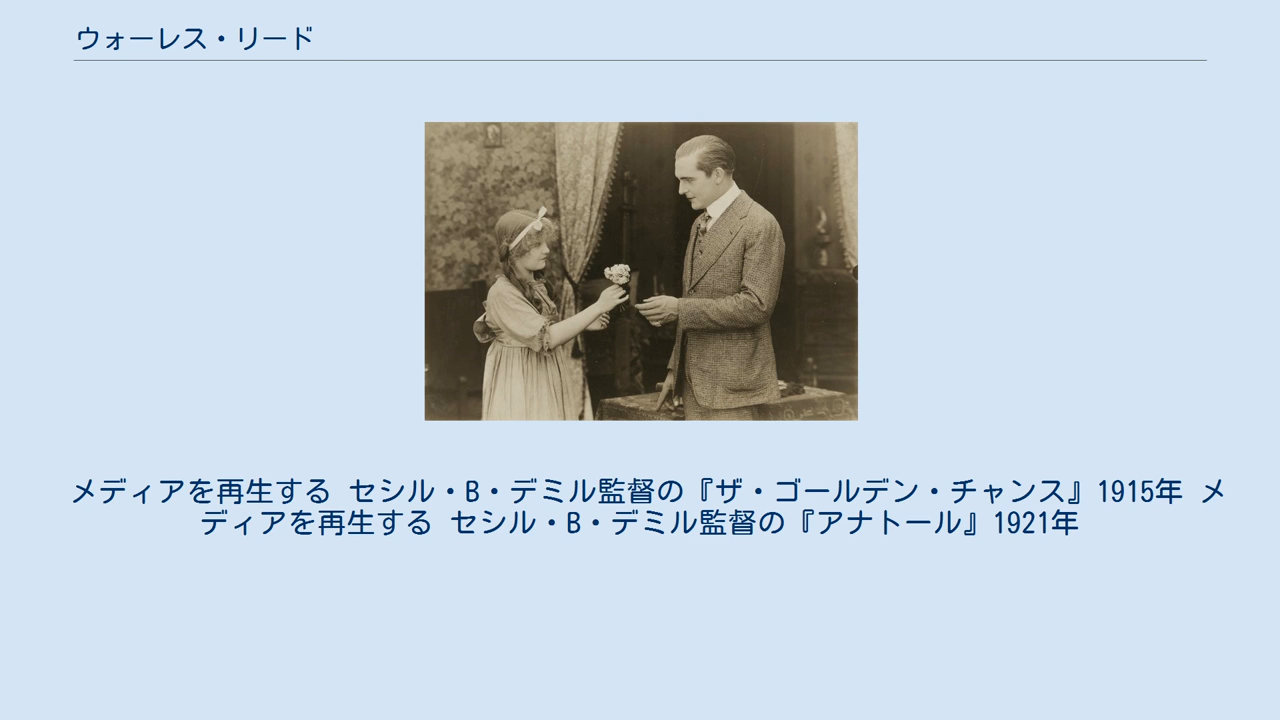 ウォーレス・リード
メディアを再生する セシル・B・デミル監督の『ザ・ゴールデン・チャンス』1915年 メ
ディアを再生する セシル・B・デミル監督の『アナトール』1921年